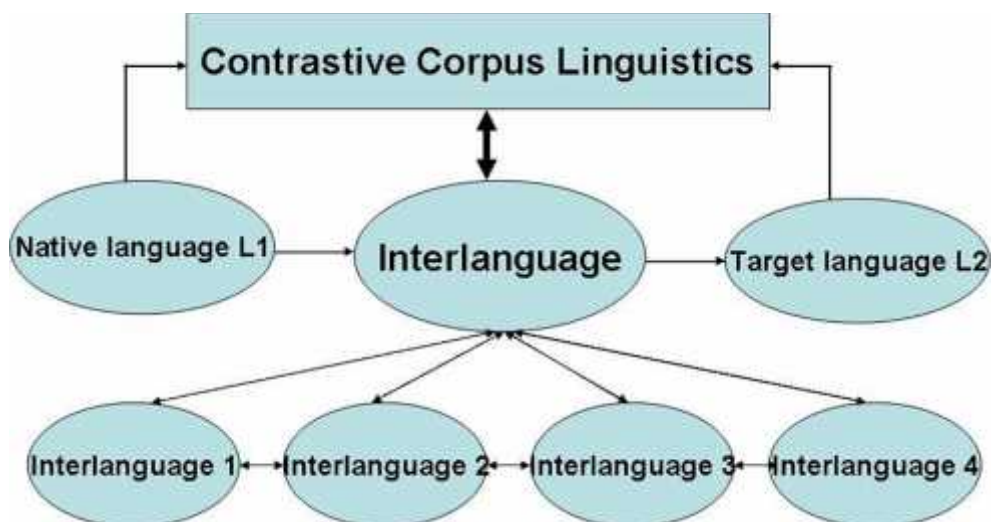 Contrastive Corpus Linguistics
Native language L1
Interlanguage
Target language L2
Interlanguage 1
Interlanguage 2
Interlanguage 3
Interlanguage 4